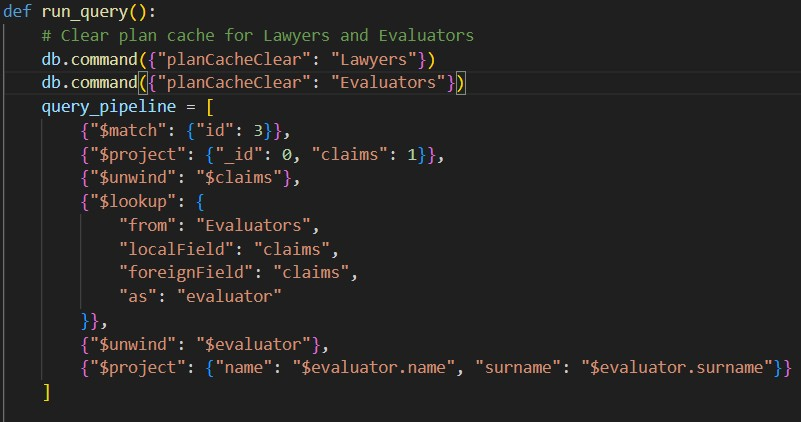 def run_query():
    # Clear plan cache for Lawyers and Evaluators
    db.command({"planCacheClear": "Lawyers"})
    db.command({"planCacheClear": "Evaluators"})
    query_pipeline = [
        {"$match": {"id": 3}},
        {"$project": {"_id": 0, "claims": 1}},
        {"$unwind": "$claims"},
        {"$lookup": {
            "from": "Evaluators",
            "localField": "claims",
            "foreignField": "claims",
            "as": "evaluator"
        }},
        {"$unwind": "$evaluator"},
        {"$project": {"name": "$evaluator.name", "surname": "$evaluator.surname"}}
    ]